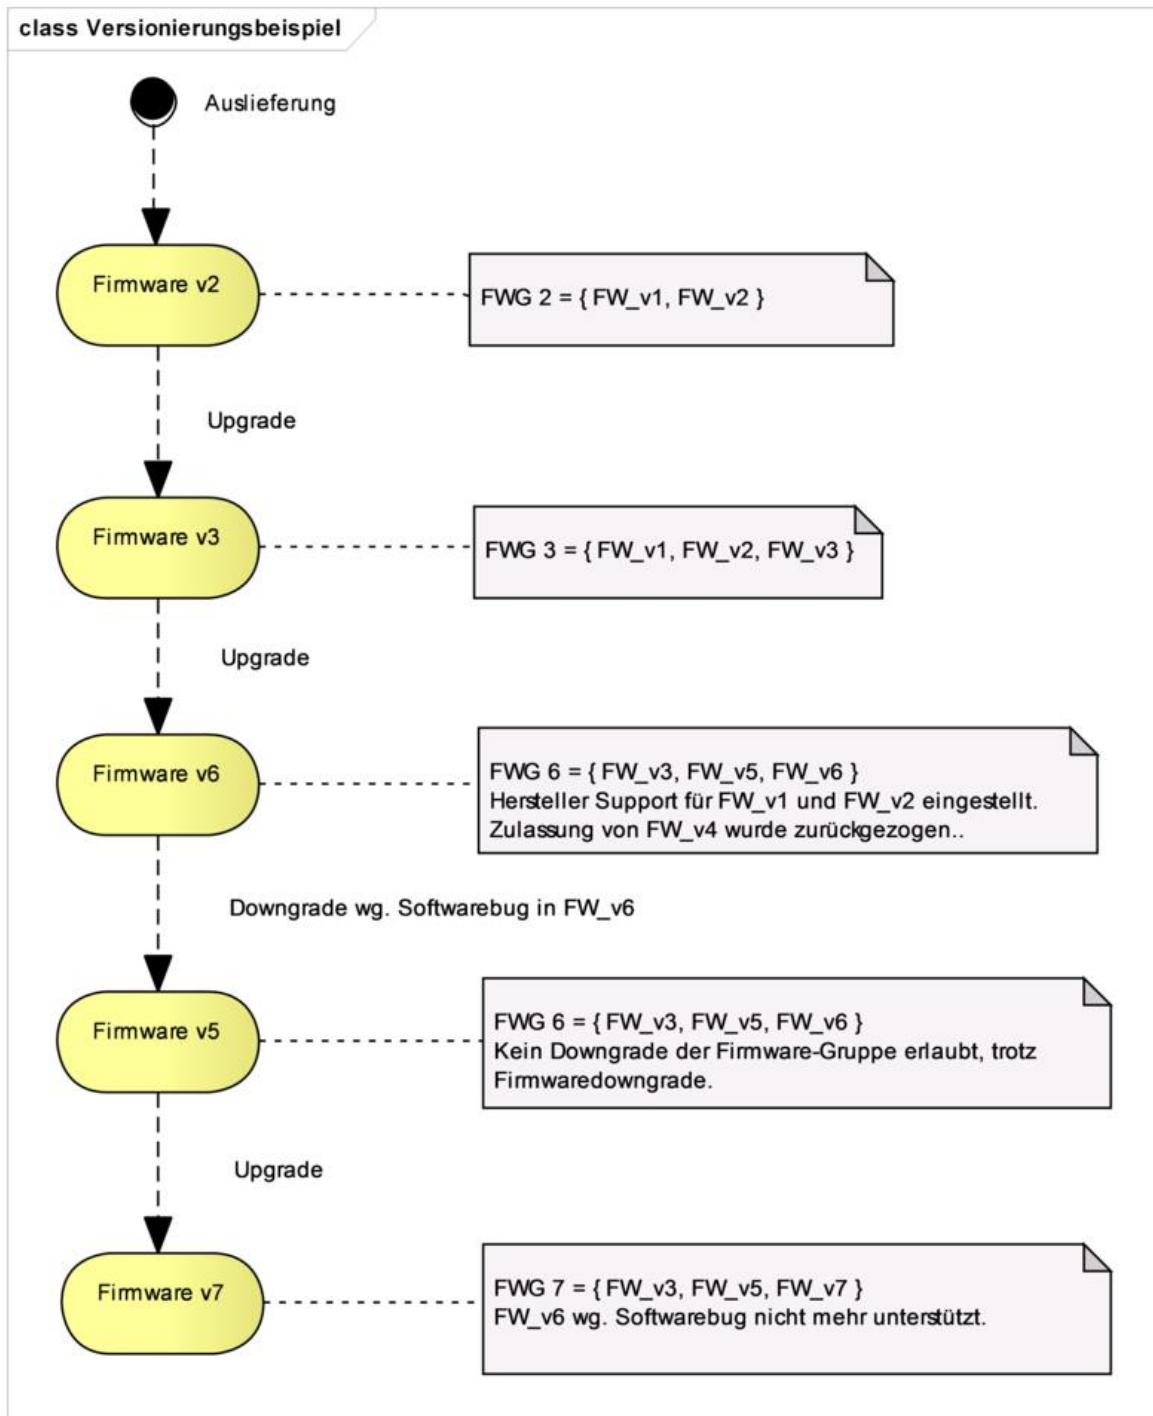 class Versionierungsbeispiel
Auslieferung
Firmware v2
FWG 2 = { FW_v1, FW_v2 }
Upgrade
Firmware v3
FWG 3 = { FW_v1, FW_v2, FW_v3 }
Upgrade
Firmware v6
FWG 6 = { FW_v3, FW_v5, FW_v6 }
Hersteller Support für FW_v1 und FW_v2 eingestellt.
Zulassung von FW_v4 wurde zurückgezogen..
Downgrade wg. Softwarebug in FW_v6
Firmware v5
FWG 6 = { FW_v3, FW_v5, FW_v6 }
Kein Downgrade der Firmware-Gruppe erlaubt, trotz
Firmwaredowngrade.
Upgrade
Firmware v7
FWG 7 = { FW_v3, FW_v5, FW_v7 }
FW_v6 wg. Softwarebug nicht mehr unterstützt.